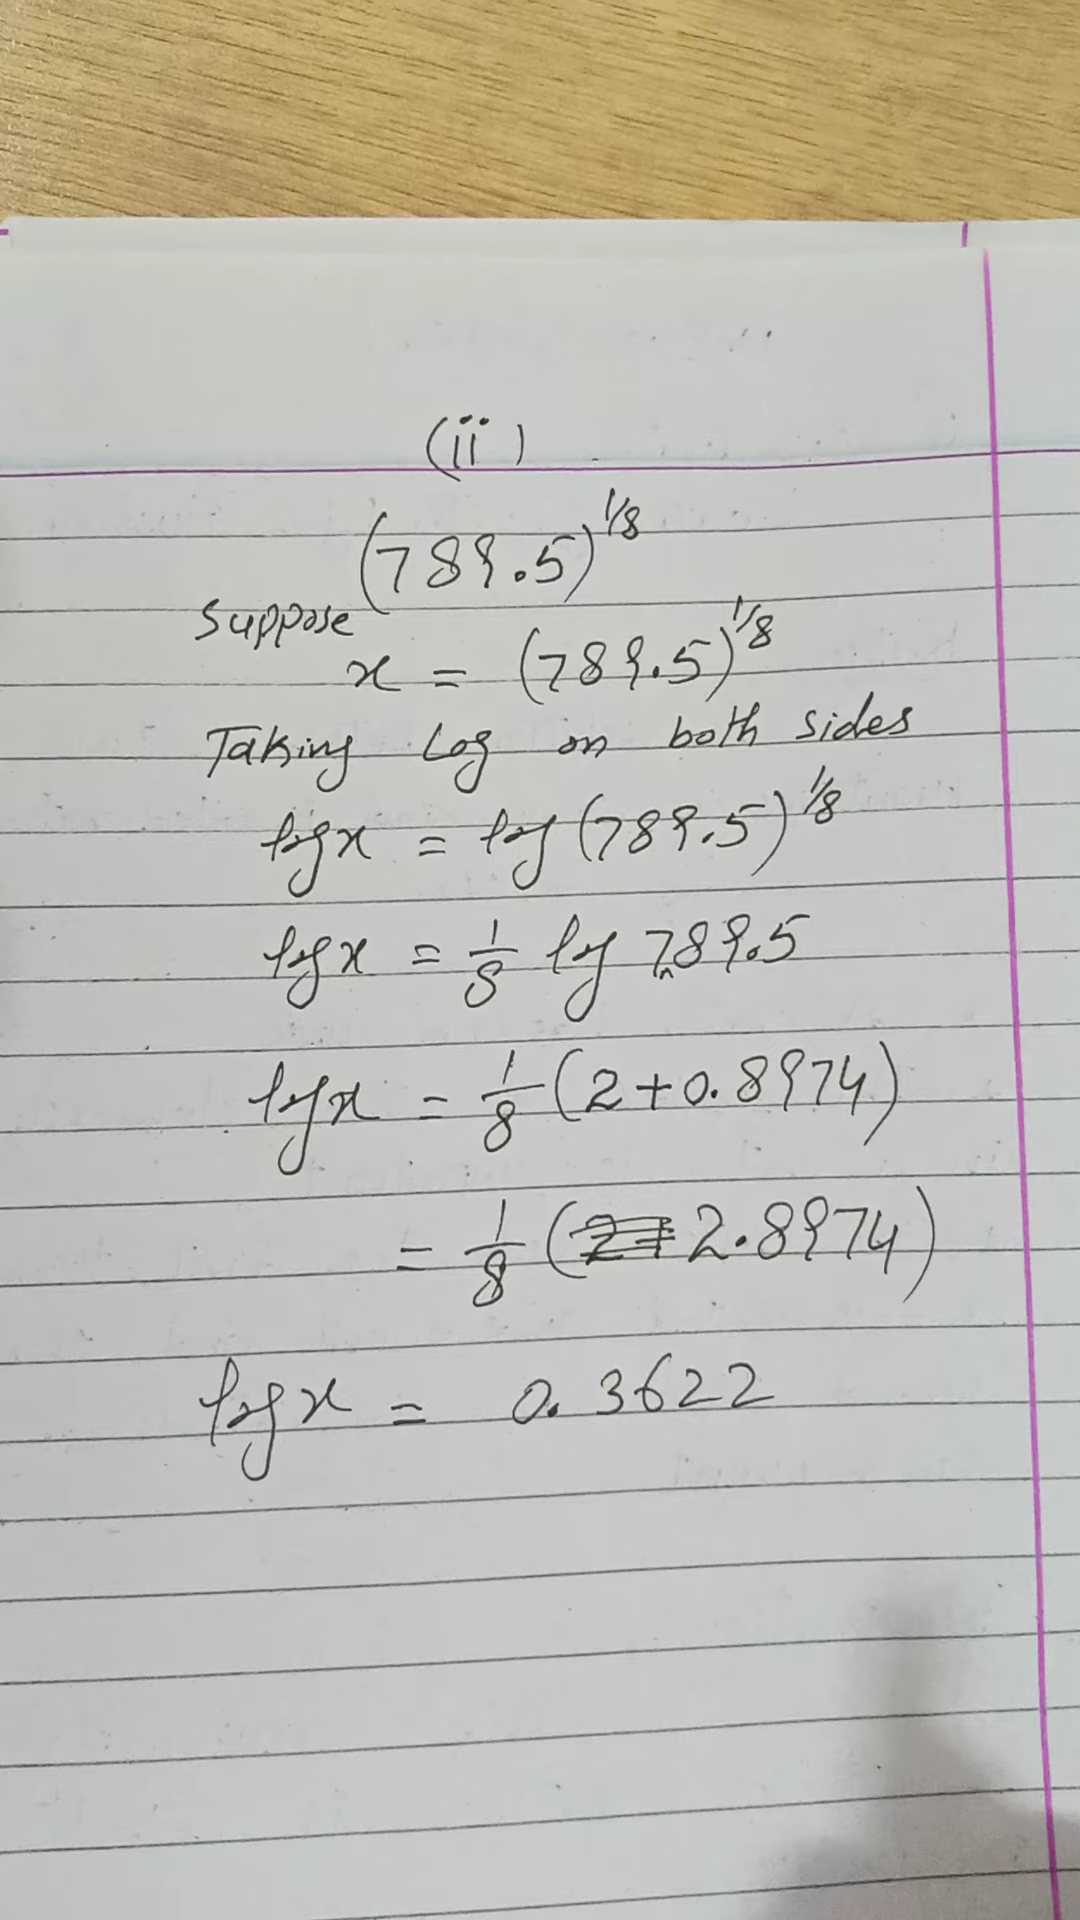 (ii)
(789.5)^1/8
Suppose
x = (789.5)^1/8
Taking Log on both sides
log x = log (789.5)^1/8
log x = 1/8 log 789.5
log x = 1/8 (2+0.8974)
= 1/8 (2.8974)
log x = 0.3622